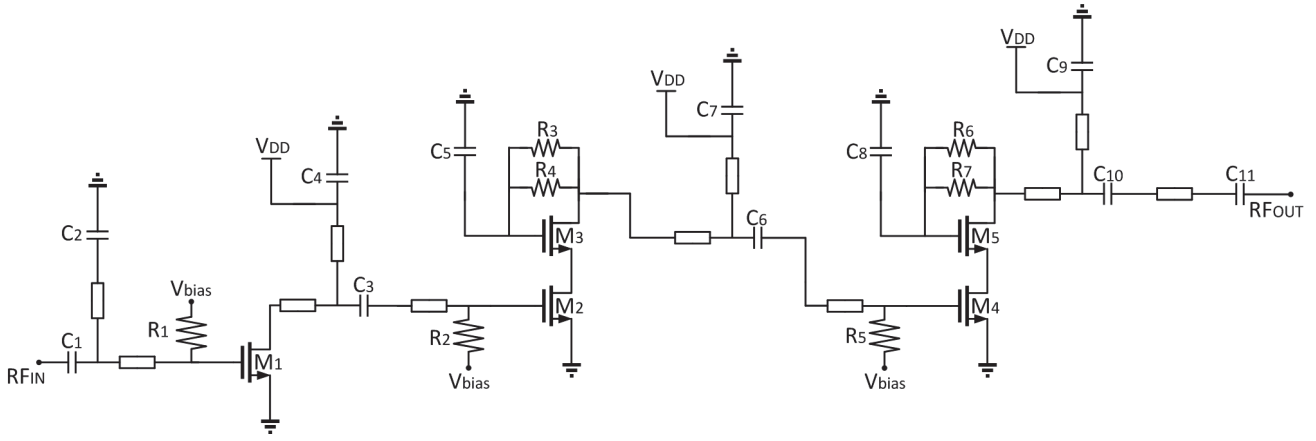 VDD
C9
VDD
C7
R3
R6
VDD
C4
C5
R4
C8
R7
C10
C11
RFOUT
C2
M3
C6
M5
Vbias
C3
M2
M4
R1
R2
R5
C1
M1
RFIN
Vbias
Vbias